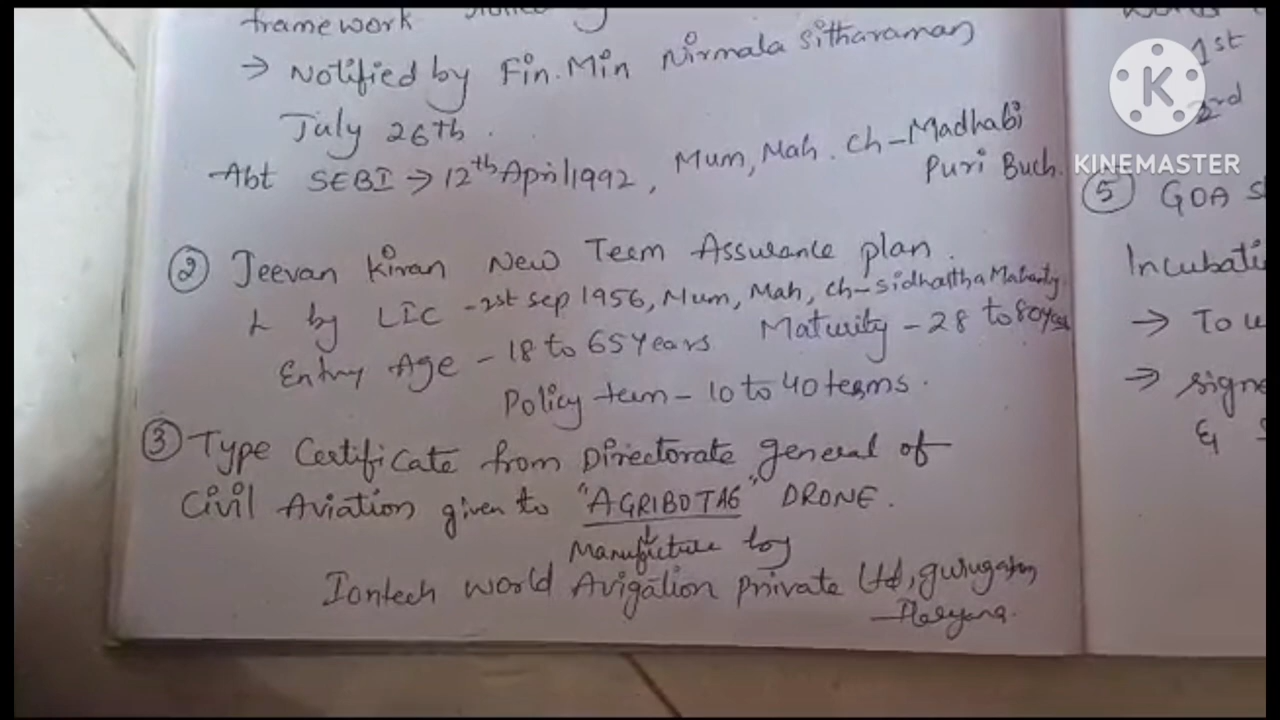 framework
→ Notified by Fin. Min Nirmala Sitharaman
July 26th.
Abt SEBI → 12th April 1992, Mum, Mah. Ch - Madhabi
Puri Buch.
② Jeevan Kiran New Term Assurance plan.
↳ by LIC - 1st Sep 1956, Mum, Mah, Ch - Sidhartha Mohanty
Entry Age - 18 to 65 Years Maturity - 28 to 80 Year
Policy term - 10 to 40 terms.
③ Type Certificate from Directorate general of
Civil Aviation given to "AGRIBOTA6" DRONE.
↓
Manufucture by
Iontech world Avigation private Ltd, gurugram,
Haryana.
1st
2rd
K
KINEMASTER
⑤ GOA
Incubati
→ To
→ signe
&